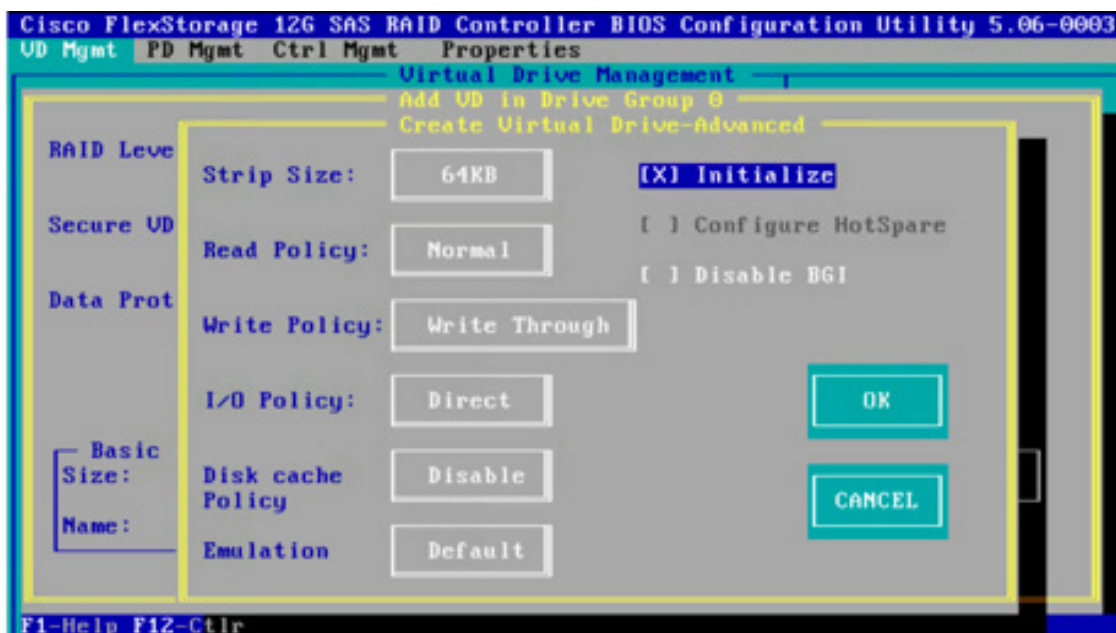 Cisco FlexStorage 12G SAS RAID Controller BIOS Configuration Utility 5.06-0003
VD Mgmt PD Mgmt Ctrl Mgmt Properties
Virtual Drive Management
Add VD in Drive Group 0
Create Virtual Drive-Advanced
RAID Leve
Strip Size: 64KB [X] Initialize
Secure VD
[ ] Configure HotSpare
Read Policy: Normal
[ ] Disable BGI
Data Prot
Write Policy: Write Through
I/O Policy: Direct OK
Basic
Size:
Disk cache Policy Disable
CANCEL
Name:
Emulation Default
F1-Help F12-Ctlr